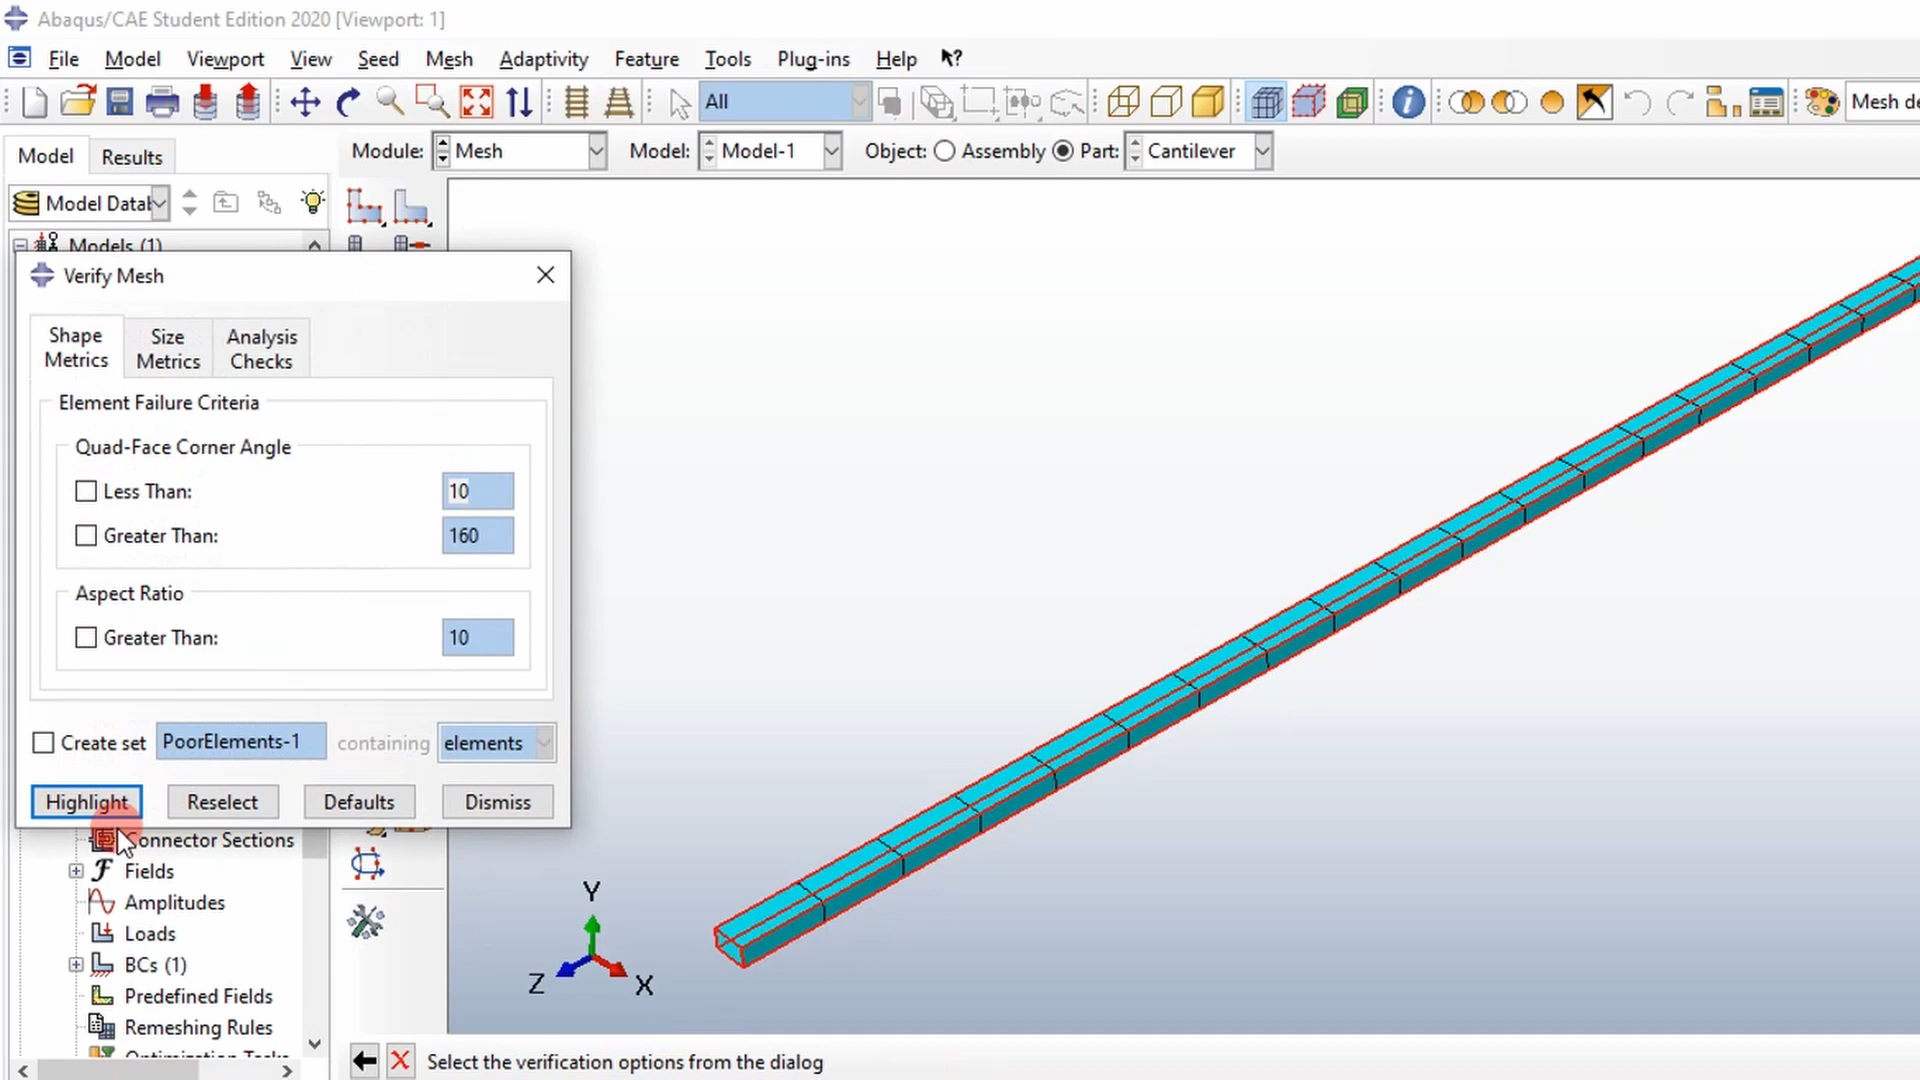 Abaqus/CAE Student Edition 2020 [Viewport: 1]
File Model Viewport View Seed Mesh Adaptivity Feature Tools Plug-ins Help
All
Mesh de
Model Results
Module: Mesh Model: Model-1 Object: Assembly Part: Cantilever
Model Datab
Models (1)
Verify Mesh
Shape Metrics
Size Metrics
Analysis Checks
Element Failure Criteria
Quad-Face Corner Angle
Less Than: 10
Greater Than: 160
Aspect Ratio
Greater Than: 10
Create set PoorElements-1 containing elements
Highlight Reselect Defaults Dismiss
Connector Sections
Fields
Amplitudes
Loads
BCs (1)
Predefined Fields
Remeshing Rules
Y
Z
X
Select the verification options from the dialog